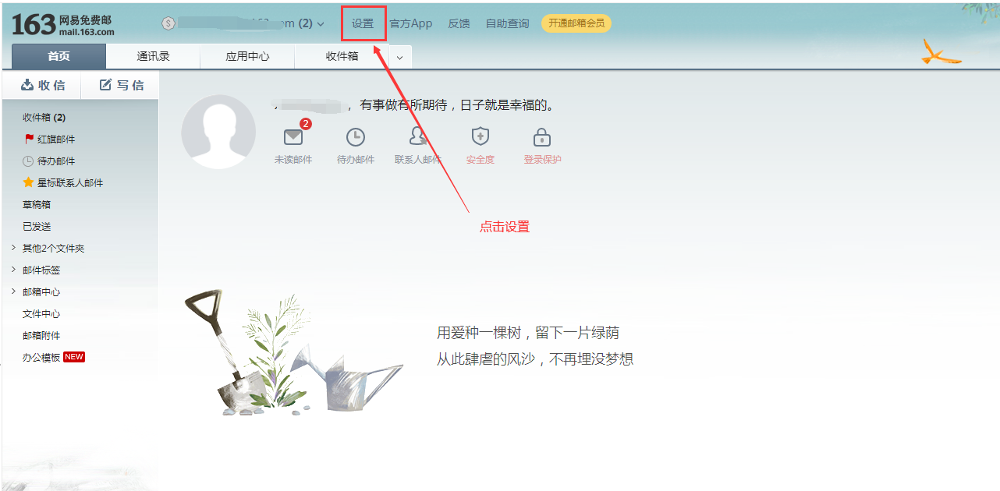 163 网易免费邮
mail.163.com
(2)
设置
官方App
反馈
自助查询
开通邮箱会员
首页
通讯录
应用中心
收件箱
收信
写信
收件箱 (2)
红旗邮件
待办邮件
星标联系人邮件
草稿箱
已发送
其他2个文件夹
邮件标签
邮箱中心
文件中心
邮箱附件
办公模板 NEW
，有事做有所期待，日子就是幸福的。
2
未读邮件
待办邮件
联系人邮件
安全度
登录保护
点击设置
用爱种一棵树，留下一片绿荫
从此肆虐的风沙，不再埋没梦想